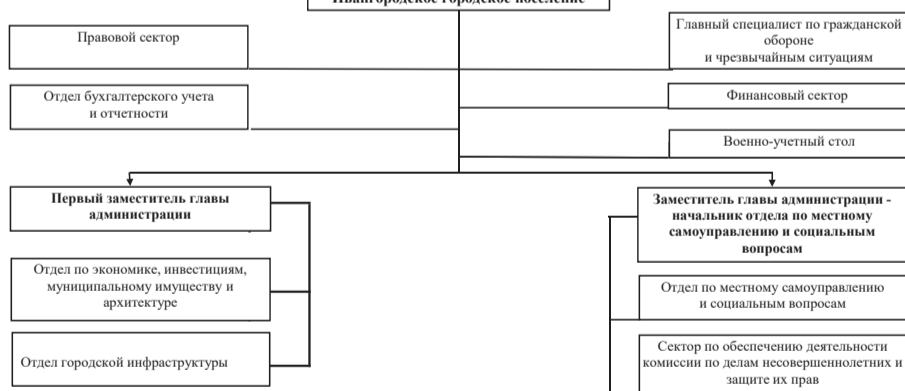 Ивангородское городское поселение
Правовой сектор
Главный специалист по гражданской
обороне
и чрезвычайным ситуациям
Отдел бухгалтерского учета
и отчетности
Финансовый сектор
Военно-учетный стол
Первый заместитель главы
администрации
Заместитель главы администрации -
начальник отдела по местному
самоуправлению и социальным
вопросам
Отдел по экономике, инвестициям,
муниципальному имуществу и
архитектуре
Отдел по местному самоуправлению
и социальным вопросам
Отдел городской инфраструктуры
Сектор по обеспечению деятельности
комиссии по делам несовершеннолетних и
защите их прав